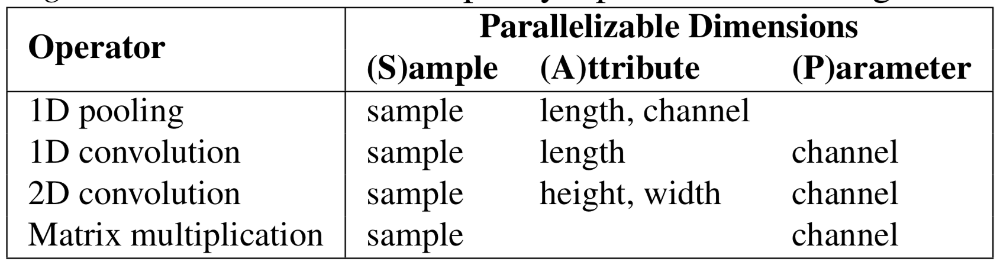 Parallelizable Dimensions
Operator
(S)ample (A)ttribute (P)arameter
1D pooling sample length, channel
1D convolution sample length channel
2D convolution sample height, width channel
Matrix multiplication sample channel